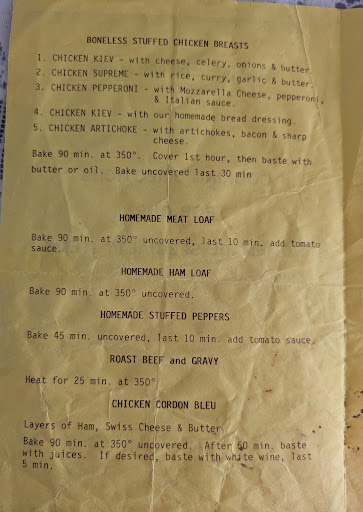 BONELESS STUFFED CHICKEN BREASTS
1. CHICKEN KIEV - with cheese, celery, onions & butter.
2. CHICKEN SUPREME - with rice, curry, garlic & butter.
3. CHICKEN PEPPERONI - with Mozzarella Cheese, pepperoni,
& Italian sauce.
4. CHICKEN KIEV - with our homemade bread dressing.
5. CHICKEN ARTICHOKE - with artichokes, bacon & sharp
cheese.
Bake 90 min. at 350°. Cover 1st hour, then baste with
butter or oil. Bake uncovered last 30 min
HOMEMADE MEAT LOAF
Bake 90 min. at 350° uncovered, last 10 min. add tomato
sauce.
HOMEMADE HAM LOAF
Bake 90 min. at 350° uncovered.
HOMEMADE STUFFED PEPPERS
Bake 45 min. uncovered, last 10 min. add tomato sauce.
ROAST BEEF and GRAVY
Heat for 25 min. at 350°
CHICKEN CORDON BLEU
Layers of Ham, Swiss Cheese & Butter
Bake 90 min. at 350° uncovered. After 60 min. baste
with juices. If desired, baste with white wine, last
5 min.